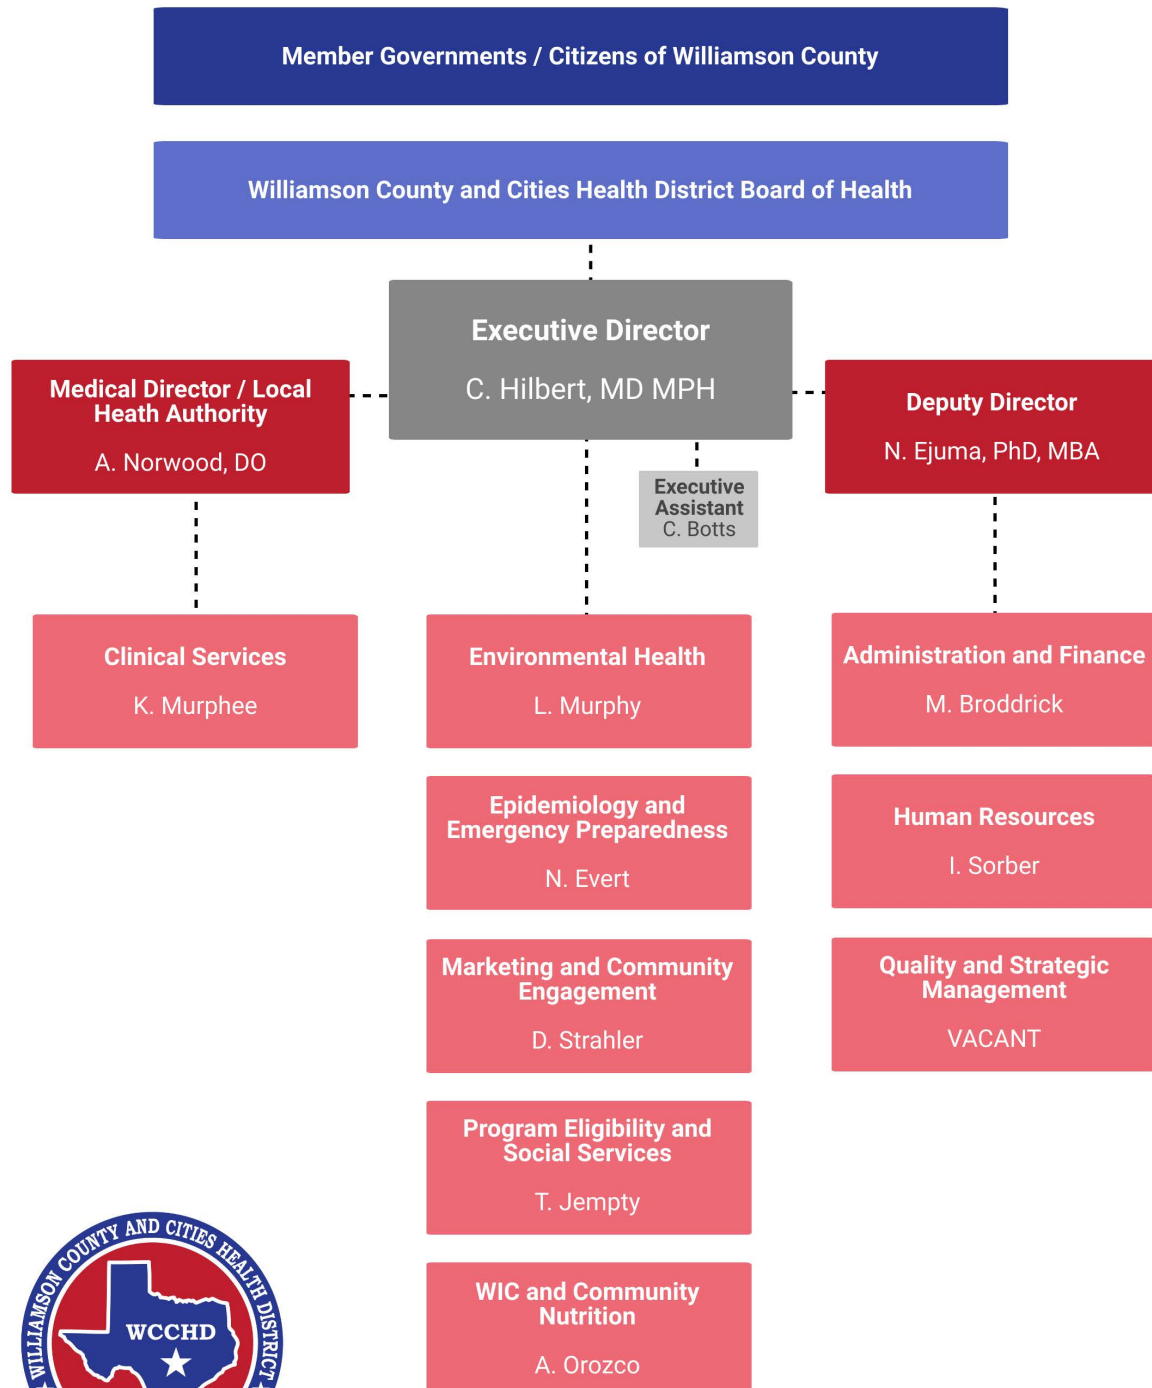 Member Governments / Citizens of Williamson County
Williamson County and Cities Health District Board of Health
Executive Director
C. Hilbert, MD MPH
Medical Director / Local
Heath Authority
A. Norwood, DO
Deputy Director
N. Ejuma, PhD, MBA
Executive
Assistant
C. Botts
Clinical Services
K. Murphee
Environmental Health
L. Murphy
Epidemiology and
Emergency Preparedness
N. Evert
Marketing and Community
Engagement
D. Strahler
Program Eligibility and
Social Services
T. Jempty
WIC and Community
Nutrition
A. Orozco
Administration and Finance
M. Broddrick
Human Resources
I. Sorber
Quality and Strategic
Management
VACANT
WILLIAMSON COUNTY AND CITIES HEALTH DISTRICT
WCCHD